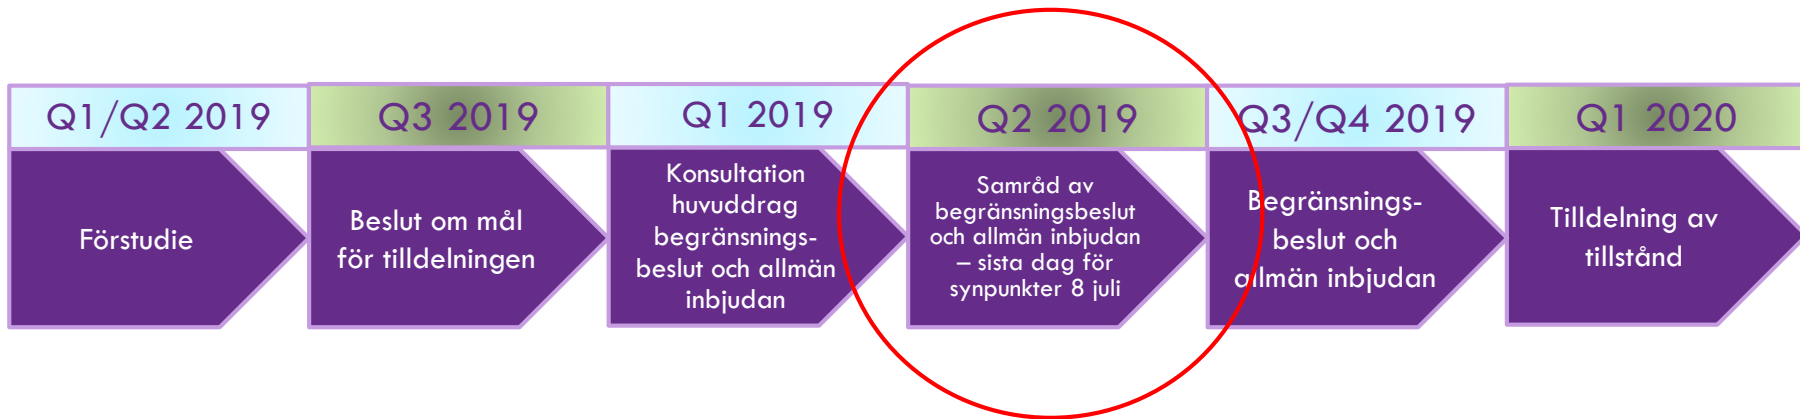 Q1/Q2 2019
Q3 2019
Q1 2019
Q2 2019
Q3/Q4 2019
Q1 2020
Förstudie
Beslut om mål
för tilldelningen
Konsultation
huvuddrag
begränsnings-
beslut och allmän
inbjudan
Samråd av
begränsningsbeslut
och allmän inbjudan
– sista dag för
synpunkter 8 juli
Begränsnings-
beslut och
allmän inbjudan
Tilldelning av
tillstånd